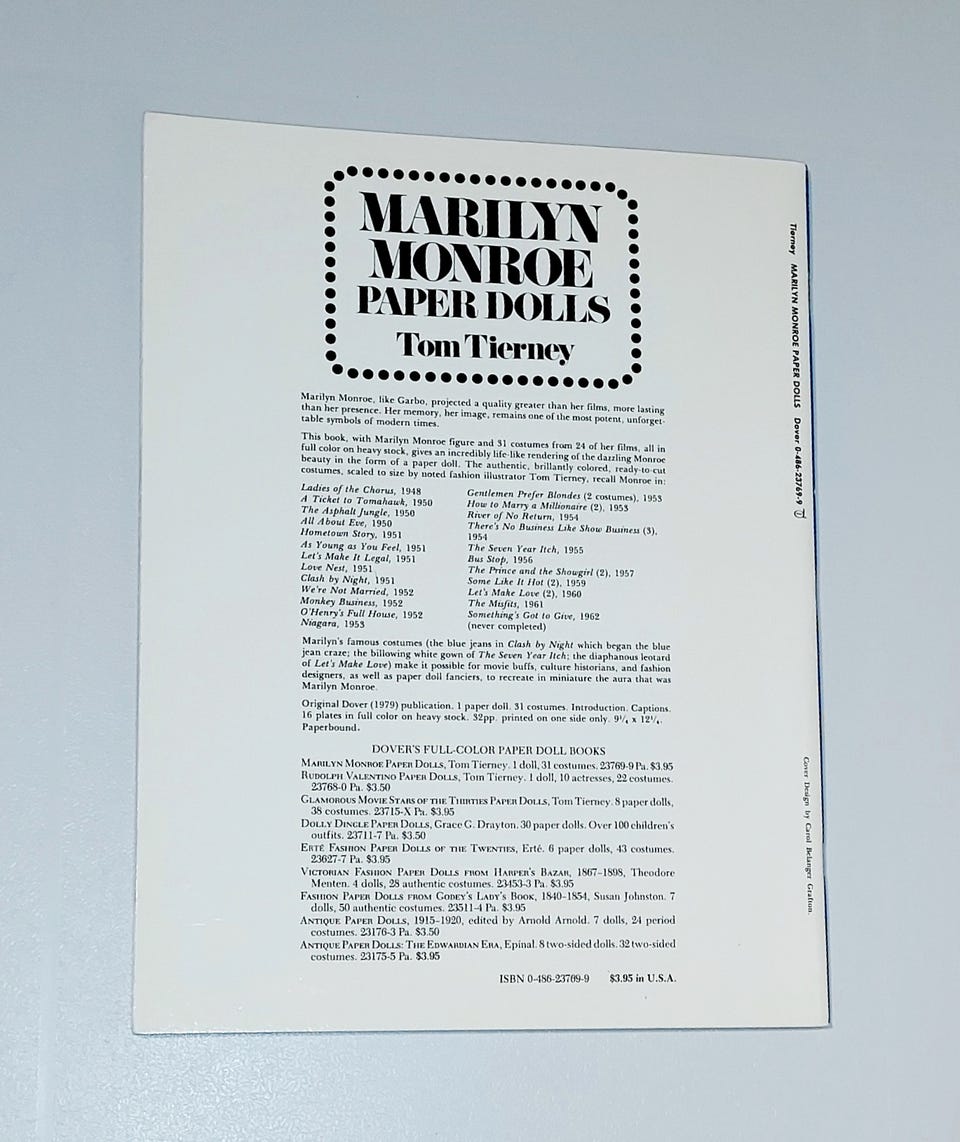 MARILYN
MONROE
PAPER DOLLS
Tom Tierney
Marilyn Monroe, like Garbo, projected a quality greater than her films, more lasting
than her presence. Her memory, her image, remains one of the most potent, unforget-
table symbols of modern times.
This book, with Marilyn Monroe figure and 31 costumes from 24 of her films, all in
full color on heavy stock, gives an incredibly life-like rendering of the dazzling Monroe
beauty in the form of a paper doll. The authentic, brillantly colored, ready-to-cut
costumes, scaled to size by noted fashion illustrator Tom Tierney, recall Monroe in:
Ladies of the Chorus, 1948
A Ticket to Tomahawk, 1950
The Asphalt Jungle, 1950
All About Eve, 1950
Hometown Story, 1951
As Young as You Feel, 1951
Let's Make It Legal, 1951
Love Nest, 1951
Clash by Night, 1951
We're Not Married, 1952
Monkey Business, 1952
O'Henry's Full House, 1952
Niagara, 1953
Gentlemen Prefer Blondes (2 costumes), 1953
How to Marry a Millionaire (2), 1953
River of No Return, 1954
There's No Business Like Show Business (3),
1954
The Seven Year Itch, 1955
Bus Stop, 1956
The Prince and the Showgirl (2), 1957
Some Like It Hot (2), 1959
Let's Make Love (2), 1960
The Misfits, 1961
Something's Got to Give, 1962
(never completed)
Marilyn's famous costumes (the blue jeans in Clash by Night which began the blue
jean craze; the billowing white gown of The Seven Year Itch; the diaphanous leotard
of Let's Make Love) make it possible for movie buffs, culture historians, and fashion
designers, as well as paper doll fanciers, to recreate in miniature the aura that was
Marilyn Monroe.
Original Dover (1979) publication. 1 paper doll. 31 costumes. Introduction. Captions.
16 plates in full color on heavy stock. 32pp. printed on one side only. 9¼ x 12¼.
Paperbound.
DOVER'S FULL-COLOR PAPER DOLL BOOKS
MARILYN MONROE PAPER DOLLS, Tom Tierney. 1 doll, 31 costumes. 23769-9 Pa. $3.95
RUDOLPH VALENTINO PAPER DOLLS, Tom Tierney. 1 doll, 10 actresses, 22 costumes.
23768-0 Pa. $3.50
GLAMOROUS MOVIE STARS OF THE THIRTIES PAPER DOLLS, Tom Tierney. 8 paper dolls,
38 costumes. 23715-X Pa. $3.95
DOLLY DINGLE PAPER DOLLS, Grace G. Drayton. 30 paper dolls. Over 100 children's
outfits. 23711-7 Pa. $3.50
ERTÉ FASHION PAPER DOLLS OF THE TWENTIES, Erté. 6 paper dolls, 43 costumes.
23627-7 Pa. $3.95
VICTORIAN FASHION PAPER DOLLS FROM HARPER'S BAZAR, 1867-1898, Theodore
Menten. 4 dolls, 28 authentic costumes. 23453-3 Pa. $3.95
FASHION PAPER DOLLS FROM GODEY'S LADY'S BOOK, 1840-1854, Susan Johnston. 7
dolls, 50 authentic costumes. 23511-4 Pa. $3.95
ANTIQUE PAPER DOLLS, 1915-1920, edited by Arnold Arnold. 7 dolls, 24 period
costumes. 23176-3 Pa. $3.50
ANTIQUE PAPER DOLLS: THE EDWARDIAN ERA, Epinal. 8 two-sided dolls. 32 two-sided
costumes. 23175-5 Pa. $3.95
ISBN 0-486-23769-9 $3.95 in U.S.A.
Tierney MARILYN MONROE PAPER DOLLS Dover 0-486-23769-9
Cover Design by Carol Belanger Grafton.